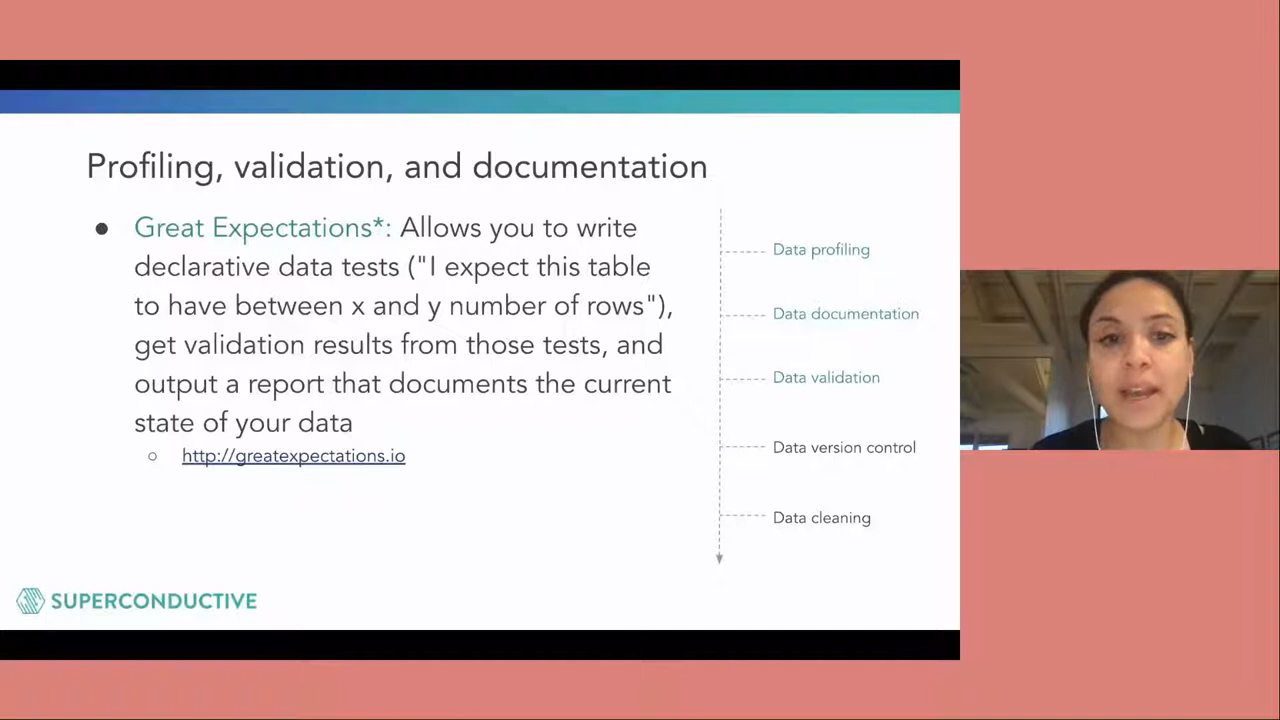 Profiling, validation, and documentation
● Great Expectations*: Allows you to write
declarative data tests ("I expect this table
to have between x and y number of rows"),
get validation results from those tests, and
output a report that documents the current
state of your data
○ http://greatexpectations.io
Data profiling
Data documentation
Data validation
Data version control
Data cleaning
SUPERCONDUCTIVE